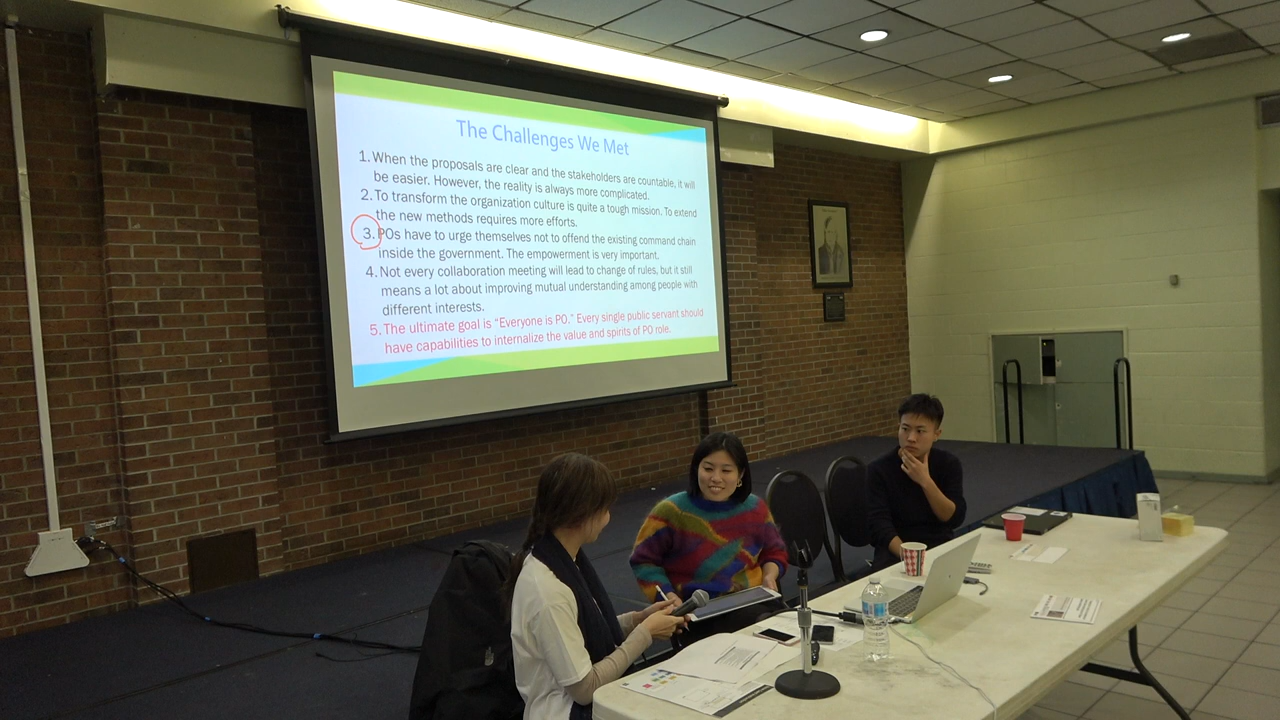 The Challenges We Met
1. When the proposals are clear and the stakeholders are countable, it will
be easier. However, the reality is always more complicated.
2. To transform the organization culture is quite a tough mission. To extend
the new methods requires more efforts.
3. POs have to urge themselves not to offend the existing command chain
inside the government. The empowerment is very important.
4. Not every collaboration meeting will lead to change of rules, but it still
means a lot about improving mutual understanding among people with
different interests.
5. The ultimate goal is “Everyone is PO.” Every single public servant should
have capabilities to internalize the value and spirits of PO role.